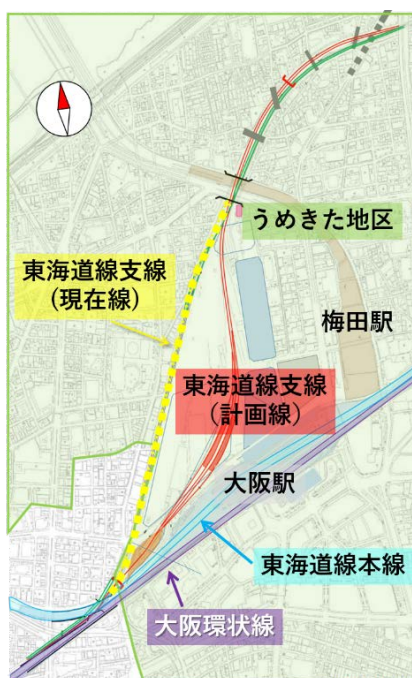 うめきた地区
東海道線支線
(現在線)
梅田駅
東海道線支線
(計画線)
大阪駅
東海道線本線
大阪環状線